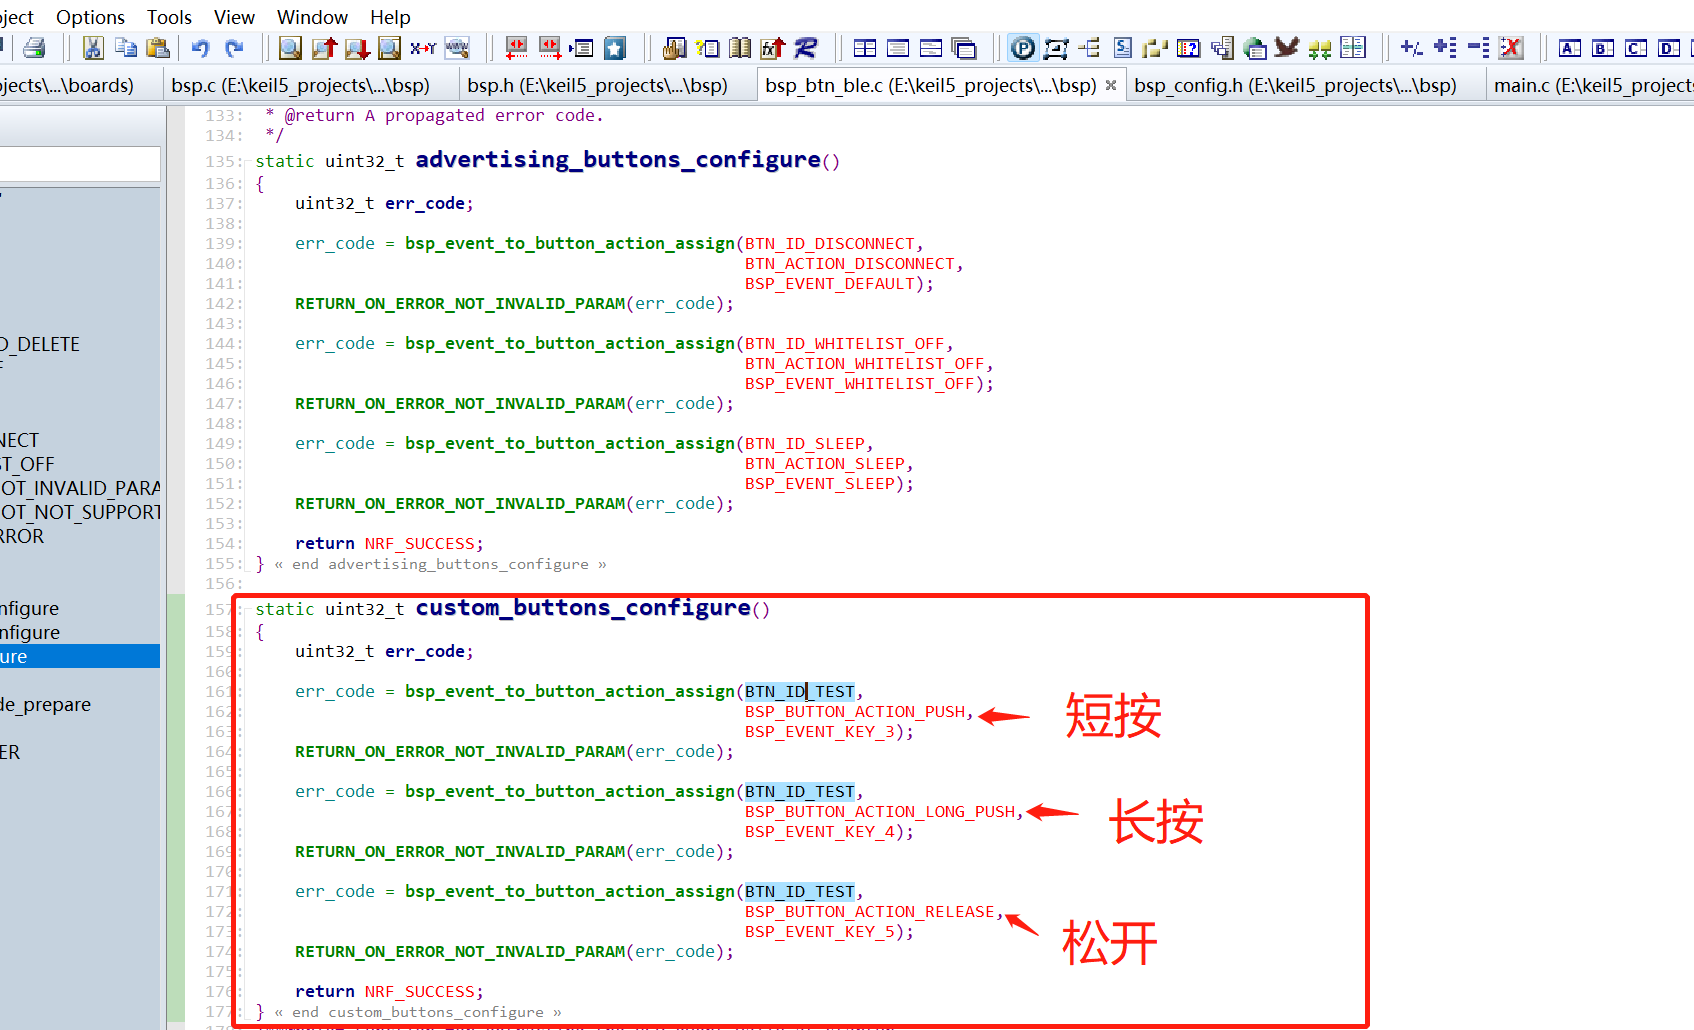 ject Options Tools View Window Help
jects\...\boards) bsp.c (E:\keil5_projects\...\bsp) bsp.h (E:\keil5_projects\...\bsp) bsp_btn_ble.c (E:\keil5_projects\...\bsp) bsp_config.h (E:\keil5_projects\...\bsp) main.c (E:\keil5_projects
D_DELETE
NECT
ST_OFF
OT_INVALID_PARA
OT_NOT_SUPPORT
RROR
nfigure
nfigure
ure
de_prepare
ER
133: * @return A propagated error code.
134: */
135: static uint32_t advertising_buttons_configure()
136: {
137: uint32_t err_code;
138:
139: err_code = bsp_event_to_button_action_assign(BTN_ID_DISCONNECT,
140: BTN_ACTION_DISCONNECT,
141: BSP_EVENT_DEFAULT);
142: RETURN_ON_ERROR_NOT_INVALID_PARAM(err_code);
143:
144: err_code = bsp_event_to_button_action_assign(BTN_ID_WHITELIST_OFF,
145: BTN_ACTION_WHITELIST_OFF,
146: BSP_EVENT_WHITELIST_OFF);
147: RETURN_ON_ERROR_NOT_INVALID_PARAM(err_code);
148:
149: err_code = bsp_event_to_button_action_assign(BTN_ID_SLEEP,
150: BTN_ACTION_SLEEP,
151: BSP_EVENT_SLEEP);
152: RETURN_ON_ERROR_NOT_INVALID_PARAM(err_code);
153:
154: return NRF_SUCCESS;
155: } « end advertising_buttons_configure »
156:
157: static uint32_t custom_buttons_configure()
158: {
159: uint32_t err_code;
160:
161: err_code = bsp_event_to_button_action_assign(BTN_ID_TEST,
162: BSP_BUTTON_ACTION_PUSH, 短按
163: BSP_EVENT_KEY_3);
164: RETURN_ON_ERROR_NOT_INVALID_PARAM(err_code);
165:
166: err_code = bsp_event_to_button_action_assign(BTN_ID_TEST,
167: BSP_BUTTON_ACTION_LONG_PUSH, 长按
168: BSP_EVENT_KEY_4);
169: RETURN_ON_ERROR_NOT_INVALID_PARAM(err_code);
170:
171: err_code = bsp_event_to_button_action_assign(BTN_ID_TEST,
172: BSP_BUTTON_ACTION_RELEASE, 松开
173: BSP_EVENT_KEY_5);
174: RETURN_ON_ERROR_NOT_INVALID_PARAM(err_code);
175:
176: return NRF_SUCCESS;
177: } « end custom_buttons_configure »